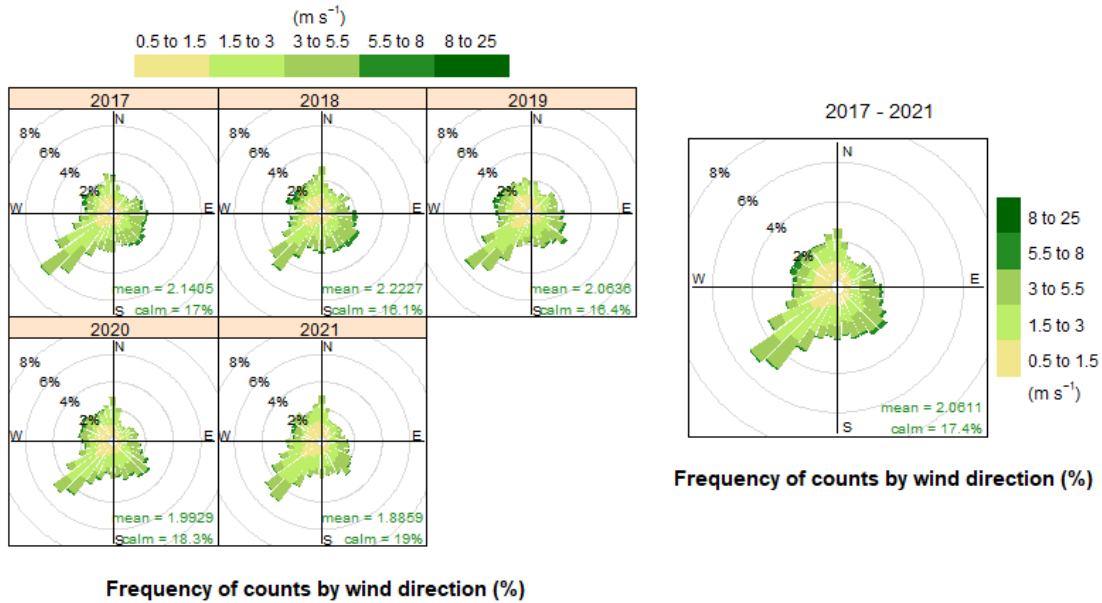 (m s⁻¹)
0.5 to 1.5 1.5 to 3 3 to 5.5 5.5 to 8 8 to 25
2017
N
8%
6%
4%
2%
W
E
mean = 2.1405
S
calm = 17%
2018
N
8%
6%
4%
2%
W
E
mean = 2.2227
S
calm = 16.1%
2019
N
8%
6%
4%
2%
W
E
mean = 2.0636
S
calm = 16.4%
2020
N
8%
6%
4%
2%
W
E
mean = 1.9929
S
calm = 18.3%
2021
N
8%
6%
4%
2%
W
E
mean = 1.8859
S
calm = 19%
Frequency of counts by wind direction (%)
2017 - 2021
N
8%
6%
4%
2%
W
E
mean = 2.0611
S
calm = 17.4%
8 to 25
5.5 to 8
3 to 5.5
1.5 to 3
0.5 to 1.5
(m s⁻¹)
Frequency of counts by wind direction (%)